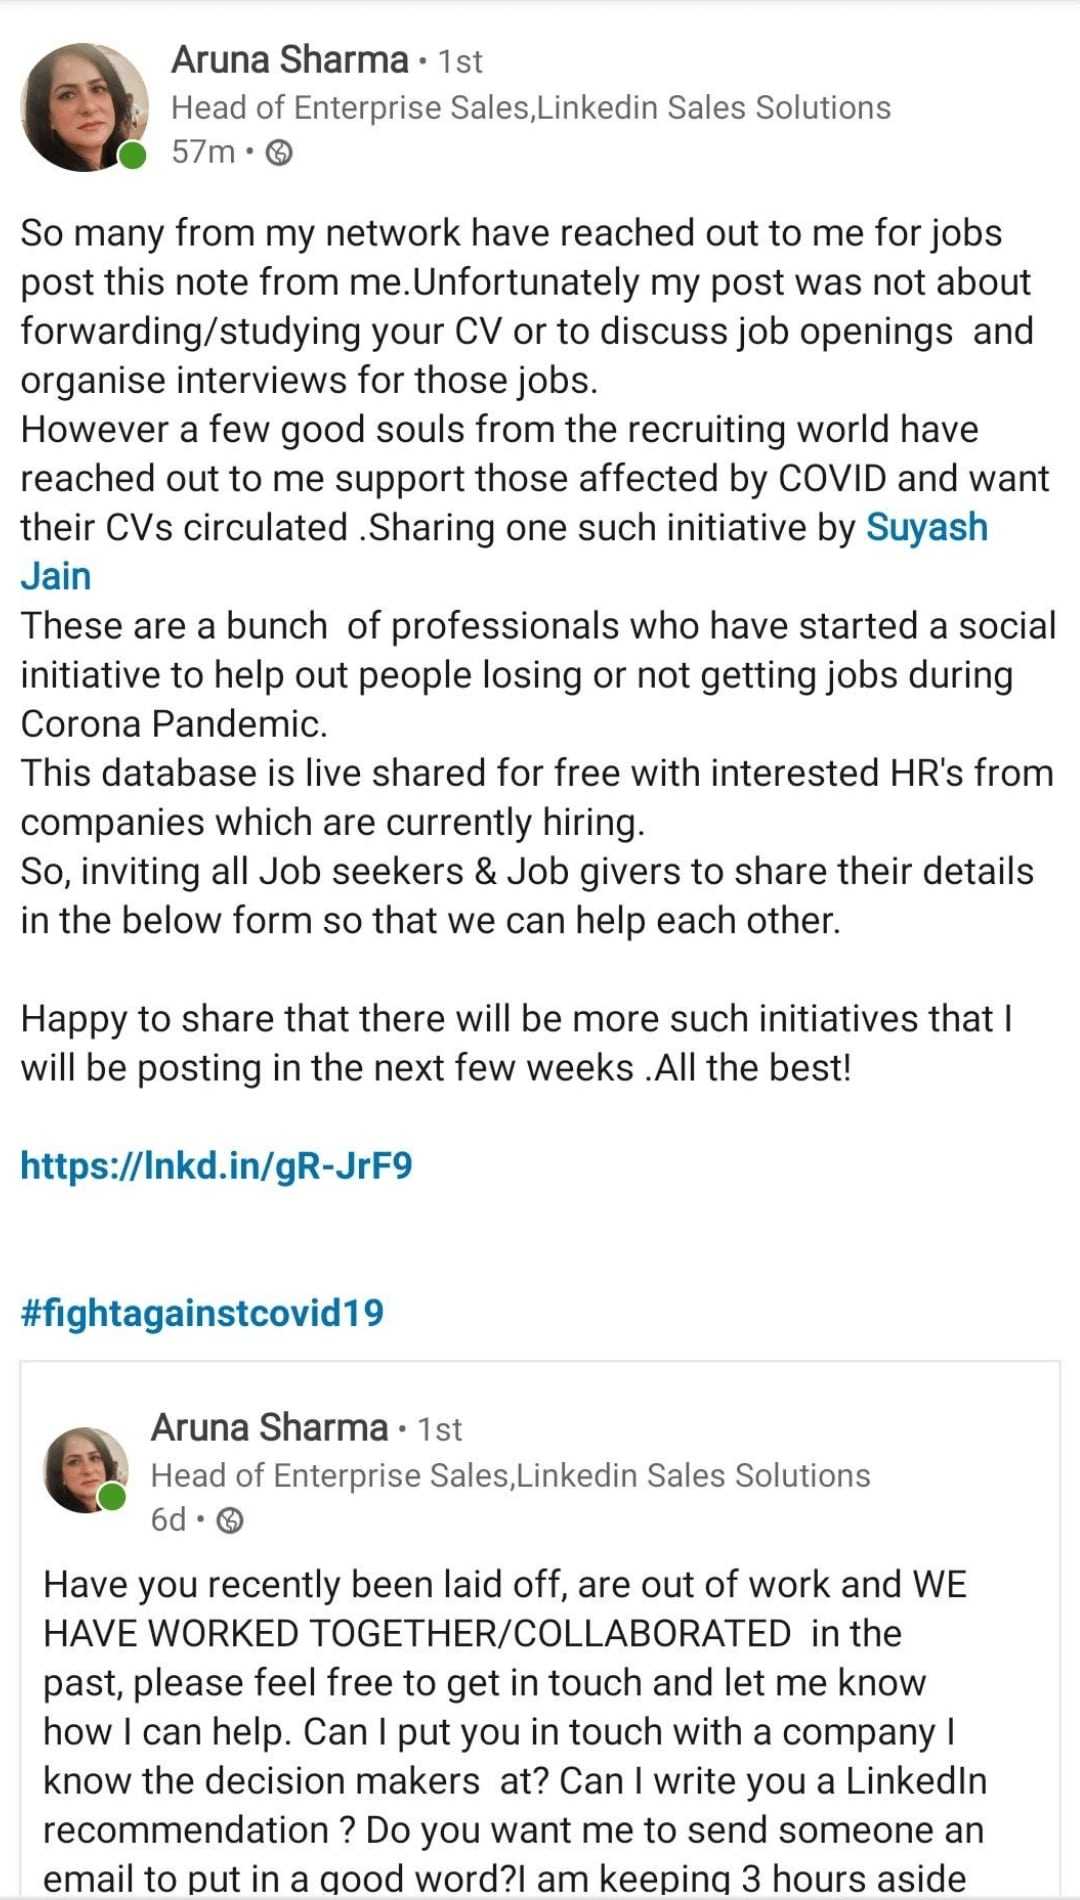 Aruna Sharma • 1st
Head of Enterprise Sales,Linkedin Sales Solutions
57m •
So many from my network have reached out to me for jobs
post this note from me.Unfortunately my post was not about
forwarding/studying your CV or to discuss job openings  and
organise interviews for those jobs.
However a few good souls from the recruiting world have
reached out to me support those affected by COVID and want
their CVs circulated .Sharing one such initiative by Suyash
Jain
These are a bunch  of professionals who have started a social
initiative to help out people losing or not getting jobs during
Corona Pandemic.
This database is live shared for free with interested HR's from
companies which are currently hiring.
So, inviting all Job seekers & Job givers to share their details
in the below form so that we can help each other.
Happy to share that there will be more such initiatives that I
will be posting in the next few weeks .All the best!
https://lnkd.in/gR-JrF9
#fightagainstcovid19
Aruna Sharma • 1st
Head of Enterprise Sales,Linkedin Sales Solutions
6d •
Have you recently been laid off, are out of work and WE
HAVE WORKED TOGETHER/COLLABORATED  in the
past, please feel free to get in touch and let me know
how I can help. Can I put you in touch with a company I
know the decision makers  at? Can I write you a LinkedIn
recommendation ? Do you want me to send someone an
email to put in a good word?I am keeping 3 hours aside